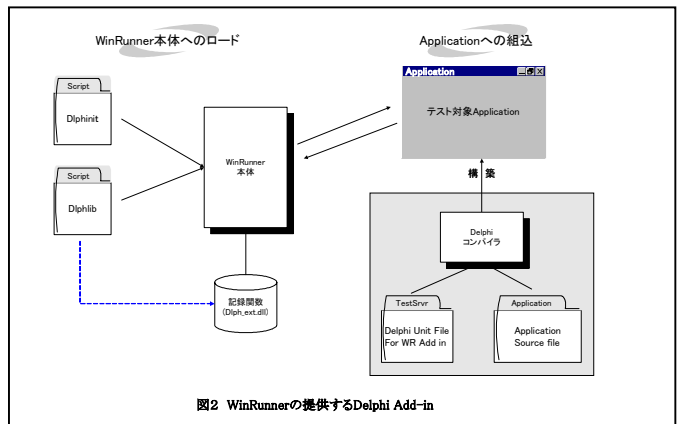 WinRunner本体へのロード
Applicationへの組込
Script
Dlphinit
Script
Dlphlib
WinRunner
本体
記録関数
(Dlph_ext.dll)
Application
テスト対象Application
構 築
Delphi
コンパイラ
TestSrvr
Delphi Unit File
For WR Add in
Application
Application
Source file
図2 WinRunnerの提供するDelphi Add-in